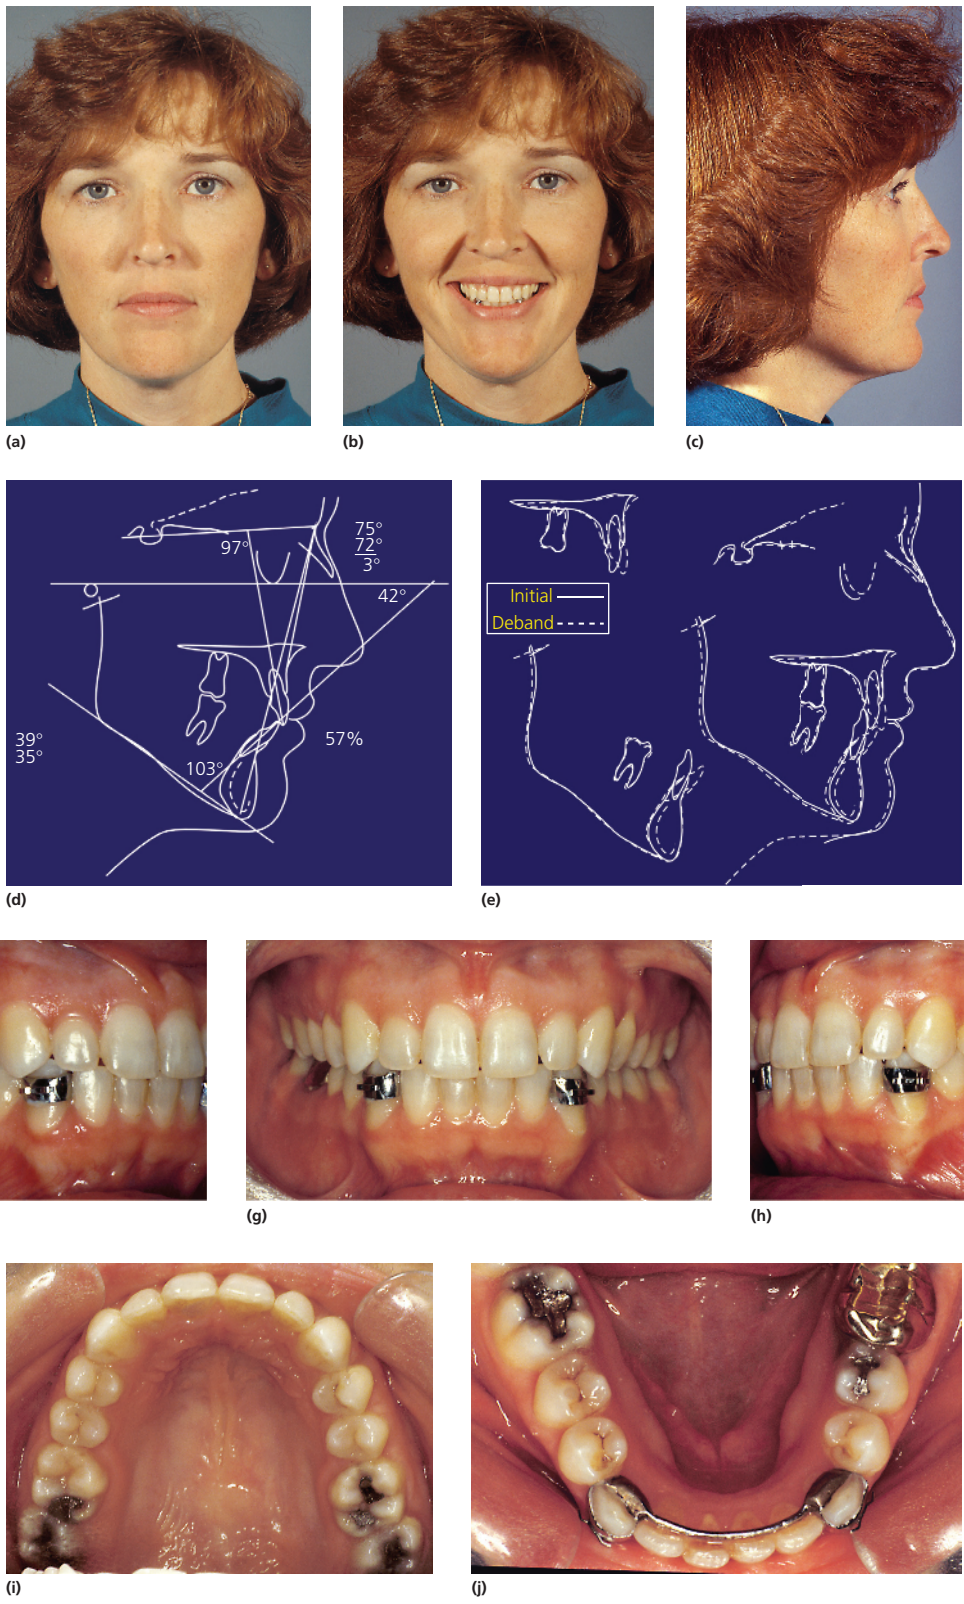 (a)
(b)
(c)
97°
75°
72°
3°
42°
39°
35°
103°
57%
Initial
Deband
(d)
(e)
(g)
(h)
(i)
(j)